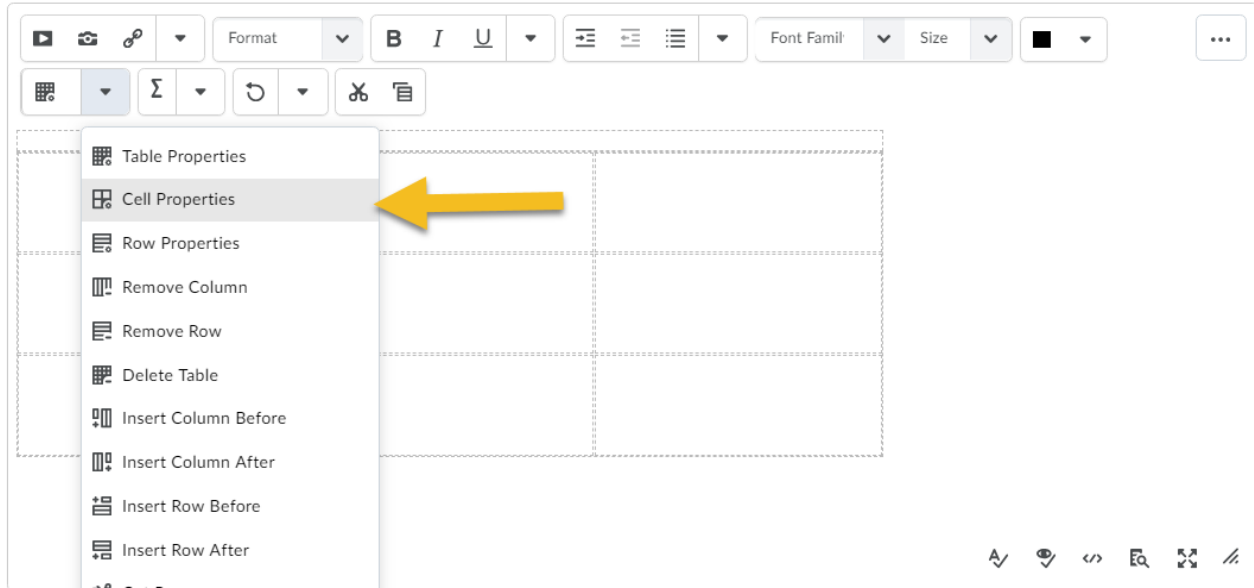 Format
B I U
Font Famil
Size
Σ
Table Properties
Cell Properties
Row Properties
Remove Column
Remove Row
Delete Table
Insert Column Before
Insert Column After
Insert Row Before
Insert Row After